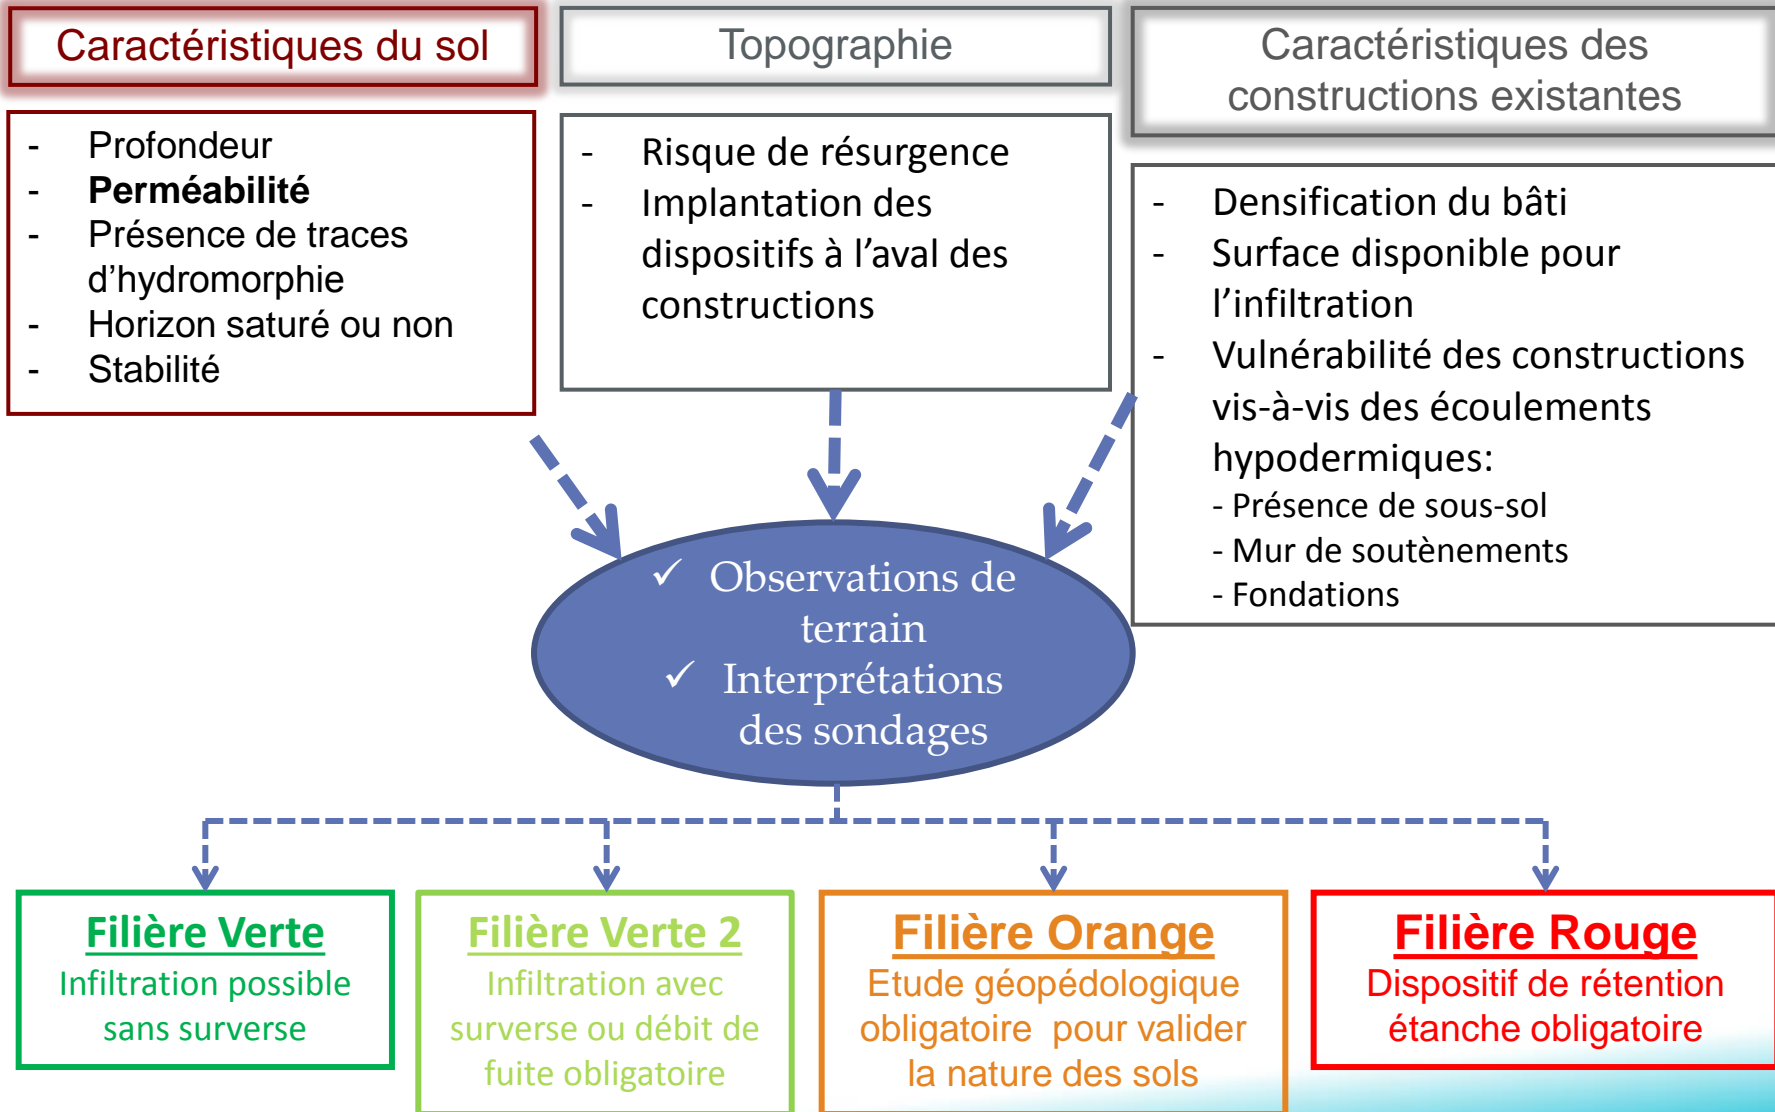 Caractéristiques du sol
- Profondeur
- Perméabilité
- Présence de traces
d'hydromorphie
- Horizon saturé ou non
- Stabilité
Topographie
- Risque de résurgence
- Implantation des
dispositifs à l'aval des
constructions
Caractéristiques des
constructions existantes
- Densification du bâti
- Surface disponible pour
l'infiltration
- Vulnérabilité des constructions
vis-à-vis des écoulements
hypodermiques:
- Présence de sous-sol
- Mur de soutènements
- Fondations
✓ Observations de
terrain
✓ Interprétations
des sondages
Filière Verte
Infiltration possible
sans surverse
Filière Verte 2
Infiltration avec
surverse ou débit de
fuite obligatoire
Filière Orange
Etude géopédologique
obligatoire pour valider
la nature des sols
Filière Rouge
Dispositif de rétention
étanche obligatoire